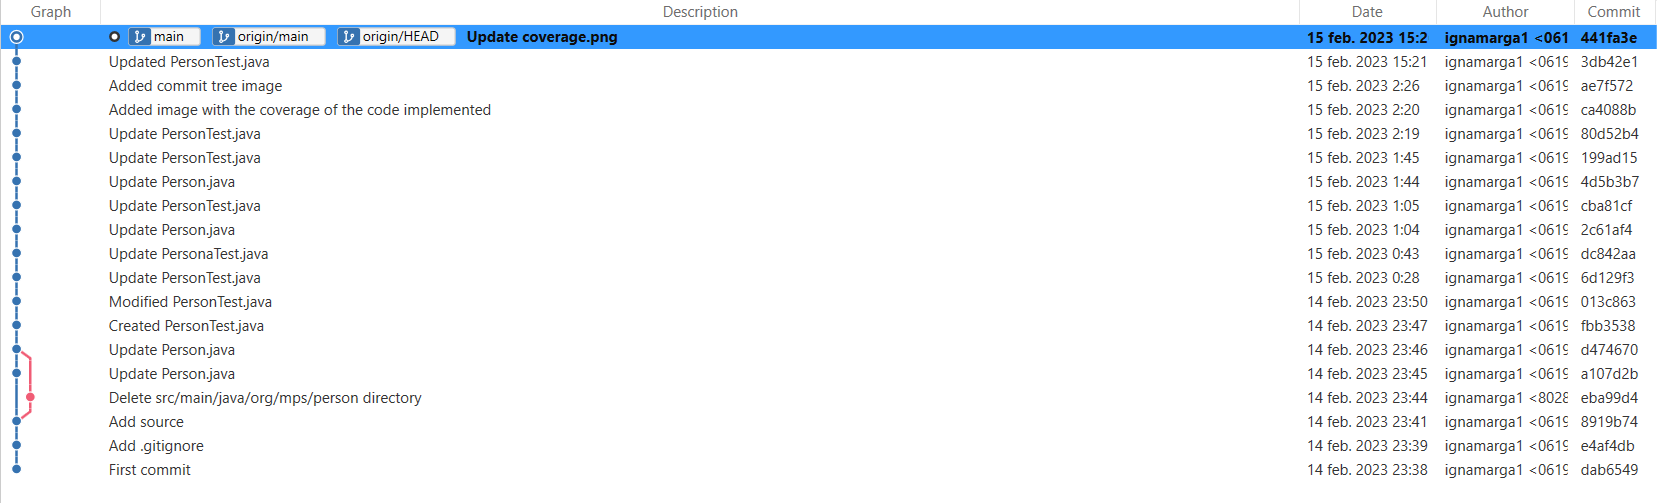 Graph Description Date Author Commit
main origin/main origin/HEAD Update coverage.png 15 feb. 2023 15:2 ignamarga1 <061 441fa3e
Updated PersonTest.java 15 feb. 2023 15:21 ignamarga1 <0619 3db42e1
Added commit tree image 15 feb. 2023 2:26 ignamarga1 <0619 ae7f572
Added image with the coverage of the code implemented 15 feb. 2023 2:20 ignamarga1 <0619 ca4088b
Update PersonTest.java 15 feb. 2023 2:19 ignamarga1 <0619 80d52b4
Update PersonTest.java 15 feb. 2023 1:45 ignamarga1 <0619 199ad15
Update Person.java 15 feb. 2023 1:44 ignamarga1 <0619 4d5b3b7
Update PersonTest.java 15 feb. 2023 1:05 ignamarga1 <0619 cba81cf
Update Person.java 15 feb. 2023 1:04 ignamarga1 <0619 2c61af4
Update PersonaTest.java 15 feb. 2023 0:43 ignamarga1 <0619 dc842aa
Update PersonTest.java 15 feb. 2023 0:28 ignamarga1 <0619 6d129f3
Modified PersonTest.java 14 feb. 2023 23:50 ignamarga1 <0619 013c863
Created PersonTest.java 14 feb. 2023 23:47 ignamarga1 <0619 fbb3538
Update Person.java 14 feb. 2023 23:46 ignamarga1 <0619 d474670
Update Person.java 14 feb. 2023 23:45 ignamarga1 <0619 a107d2b
Delete src/main/java/org/mps/person directory 14 feb. 2023 23:44 ignamarga1 <8028 eba99d4
Add source 14 feb. 2023 23:41 ignamarga1 <0619 8919b74
Add .gitignore 14 feb. 2023 23:39 ignamarga1 <0619 e4af4db
First commit 14 feb. 2023 23:38 ignamarga1 <0619 dab6549